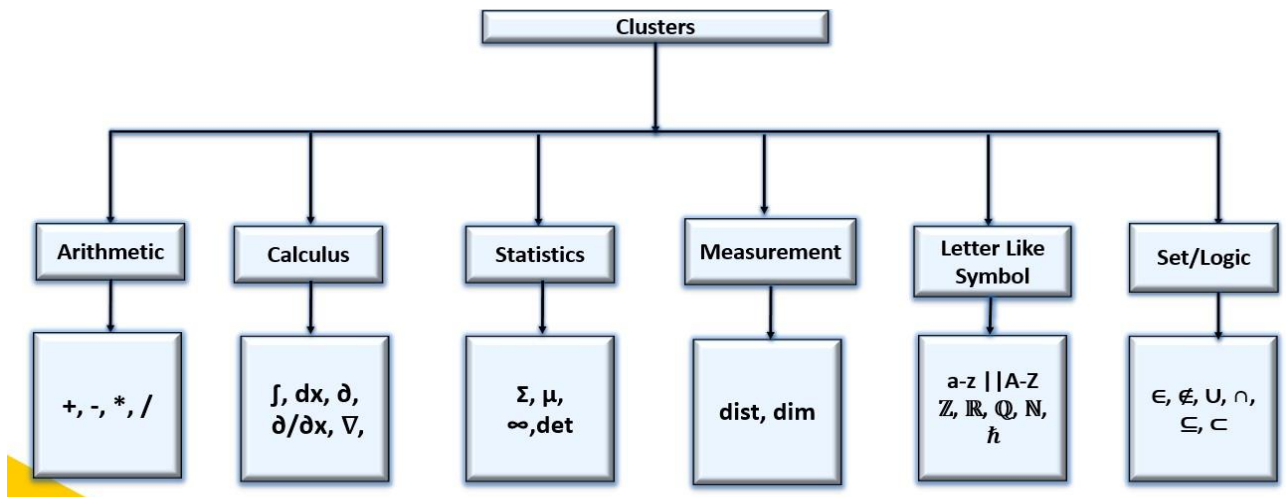 Clusters
Arithmetic
Calculus
Statistics
Measurement
Letter Like
Symbol
Set/Logic
+, -, *, /
∫, dx, ∂,
∂/∂x, ∇,
Σ, μ,
∞,det
dist, dim
a-z ||A-Z
ℤ, ℝ, ℚ, ℕ,
ℏ
∈, ∉, ∪, ∩,
⊆, ⊂